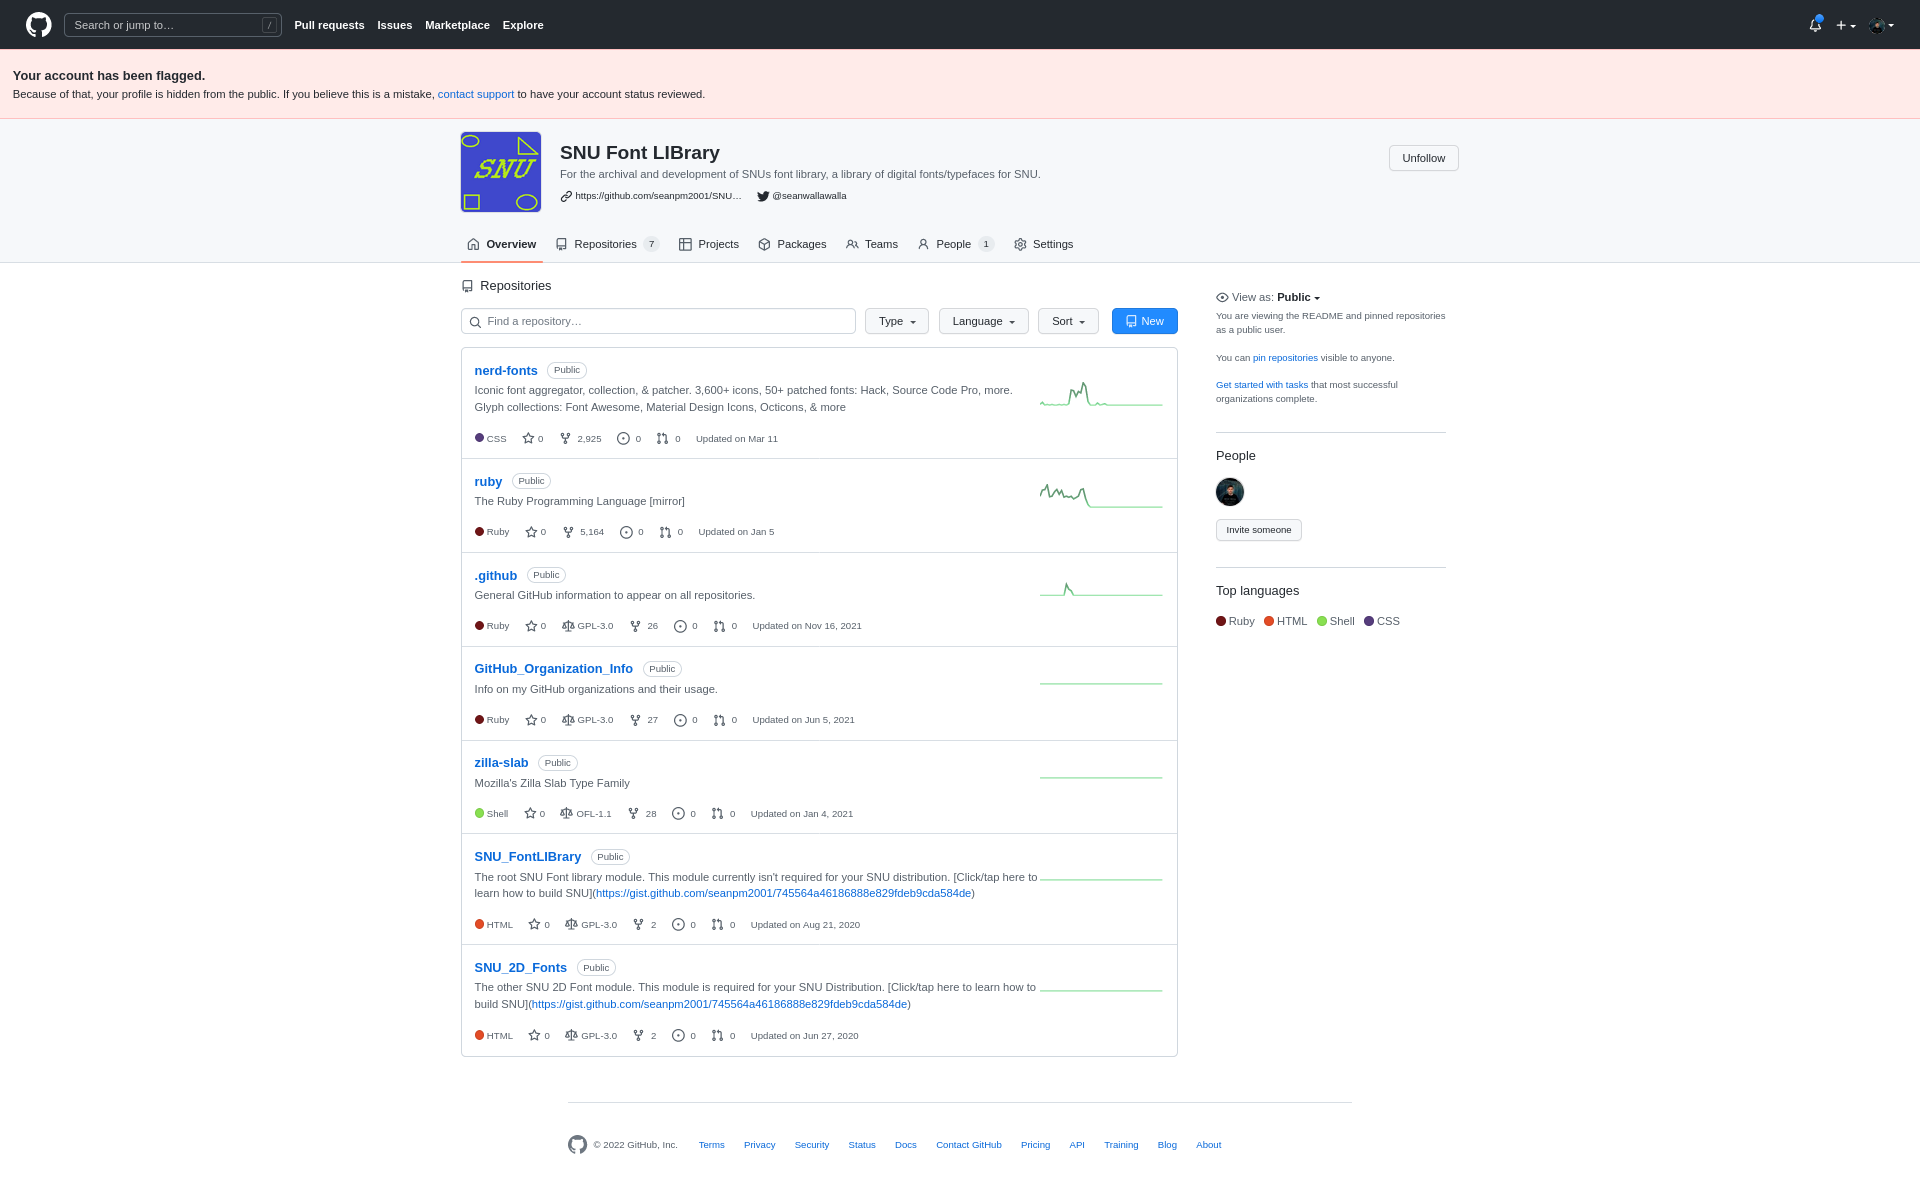 Search or jump to…
/
Pull requests
Issues
Marketplace
Explore
Your account has been flagged.
Because of that, your profile is hidden from the public. If you believe this is a mistake, contact support to have your account status reviewed.
SNU
SNU Font LIBrary
For the archival and development of SNUs font library, a library of digital fonts/typefaces for SNU.
https://github.com/seanpm2001/SNU…
@seanwallawalla
Unfollow
Overview
Repositories 7
Projects
Packages
Teams
People 1
Settings
Repositories
Find a repository…
Type
Language
Sort
New
nerd-fonts Public
Iconic font aggregator, collection, & patcher. 3,600+ icons, 50+ patched fonts: Hack, Source Code Pro, more.
Glyph collections: Font Awesome, Material Design Icons, Octicons, & more
CSS 0 2,925 0 0 Updated on Mar 11
ruby Public
The Ruby Programming Language [mirror]
Ruby 0 5,164 0 0 Updated on Jan 5
.github Public
General GitHub information to appear on all repositories.
Ruby 0 GPL-3.0 26 0 0 Updated on Nov 16, 2021
GitHub_Organization_Info Public
Info on my GitHub organizations and their usage.
Ruby 0 GPL-3.0 27 0 0 Updated on Jun 5, 2021
zilla-slab Public
Mozilla's Zilla Slab Type Family
Shell 0 OFL-1.1 28 0 0 Updated on Jan 4, 2021
SNU_FontLIBrary Public
The root SNU Font library module. This module currently isn't required for your SNU distribution. [Click/tap here to
learn how to build SNU](https://gist.github.com/seanpm2001/745564a46186888e829fdeb9cda584de)
HTML 0 GPL-3.0 2 0 0 Updated on Aug 21, 2020
SNU_2D_Fonts Public
The other SNU 2D Font module. This module is required for your SNU Distribution. [Click/tap here to learn how to
build SNU](https://gist.github.com/seanpm2001/745564a46186888e829fdeb9cda584de)
HTML 0 GPL-3.0 2 0 0 Updated on Jun 27, 2020
View as: Public
You are viewing the README and pinned repositories
as a public user.
You can pin repositories visible to anyone.
Get started with tasks that most successful
organizations complete.
People
Invite someone
Top languages
Ruby HTML Shell CSS
© 2022 GitHub, Inc.
Terms
Privacy
Security
Status
Docs
Contact GitHub
Pricing
API
Training
Blog
About